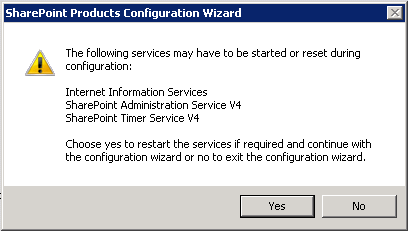 SharePoint Products Configuration Wizard
The following services may have to be started or reset during
configuration:
Internet Information Services
SharePoint Administration Service V4
SharePoint Timer Service V4
Choose yes to restart the services if required and continue with
the configuration wizard or no to exit the configuration wizard.
Yes No